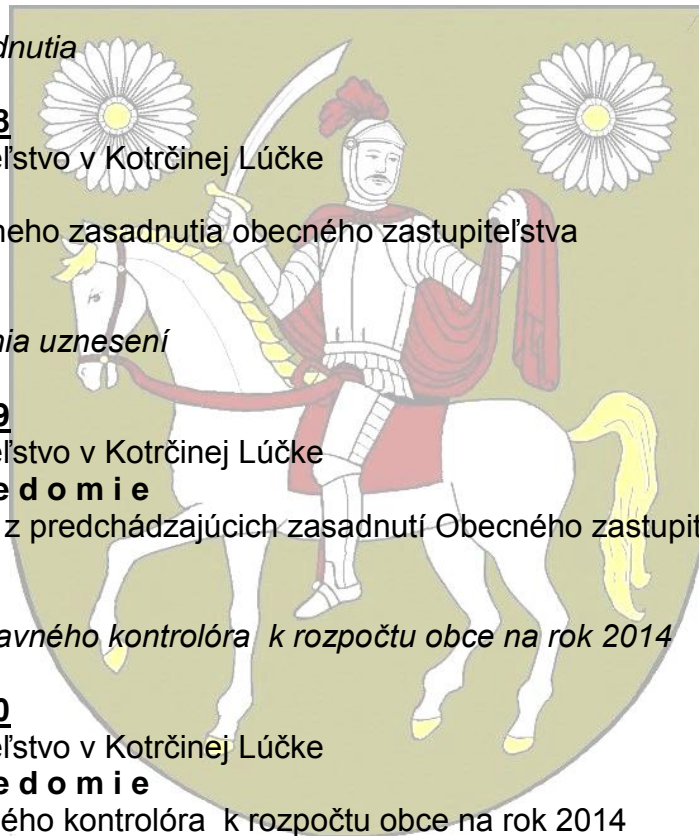 dnutia
8
eľstvo v Kotrčinej Lúčke
neho zasadnutia obecného zastupiteľstva
nia uznesení
9
eľstvo v Kotrčinej Lúčke
e d o m i e
z predchádzajúcich zasadnutí Obecného zastupit
avného kontrolóra k rozpočtu obce na rok 2014
0
eľstvo v Kotrčinej Lúčke
e d o m i e
ého kontrolóra k rozpočtu obce na rok 2014